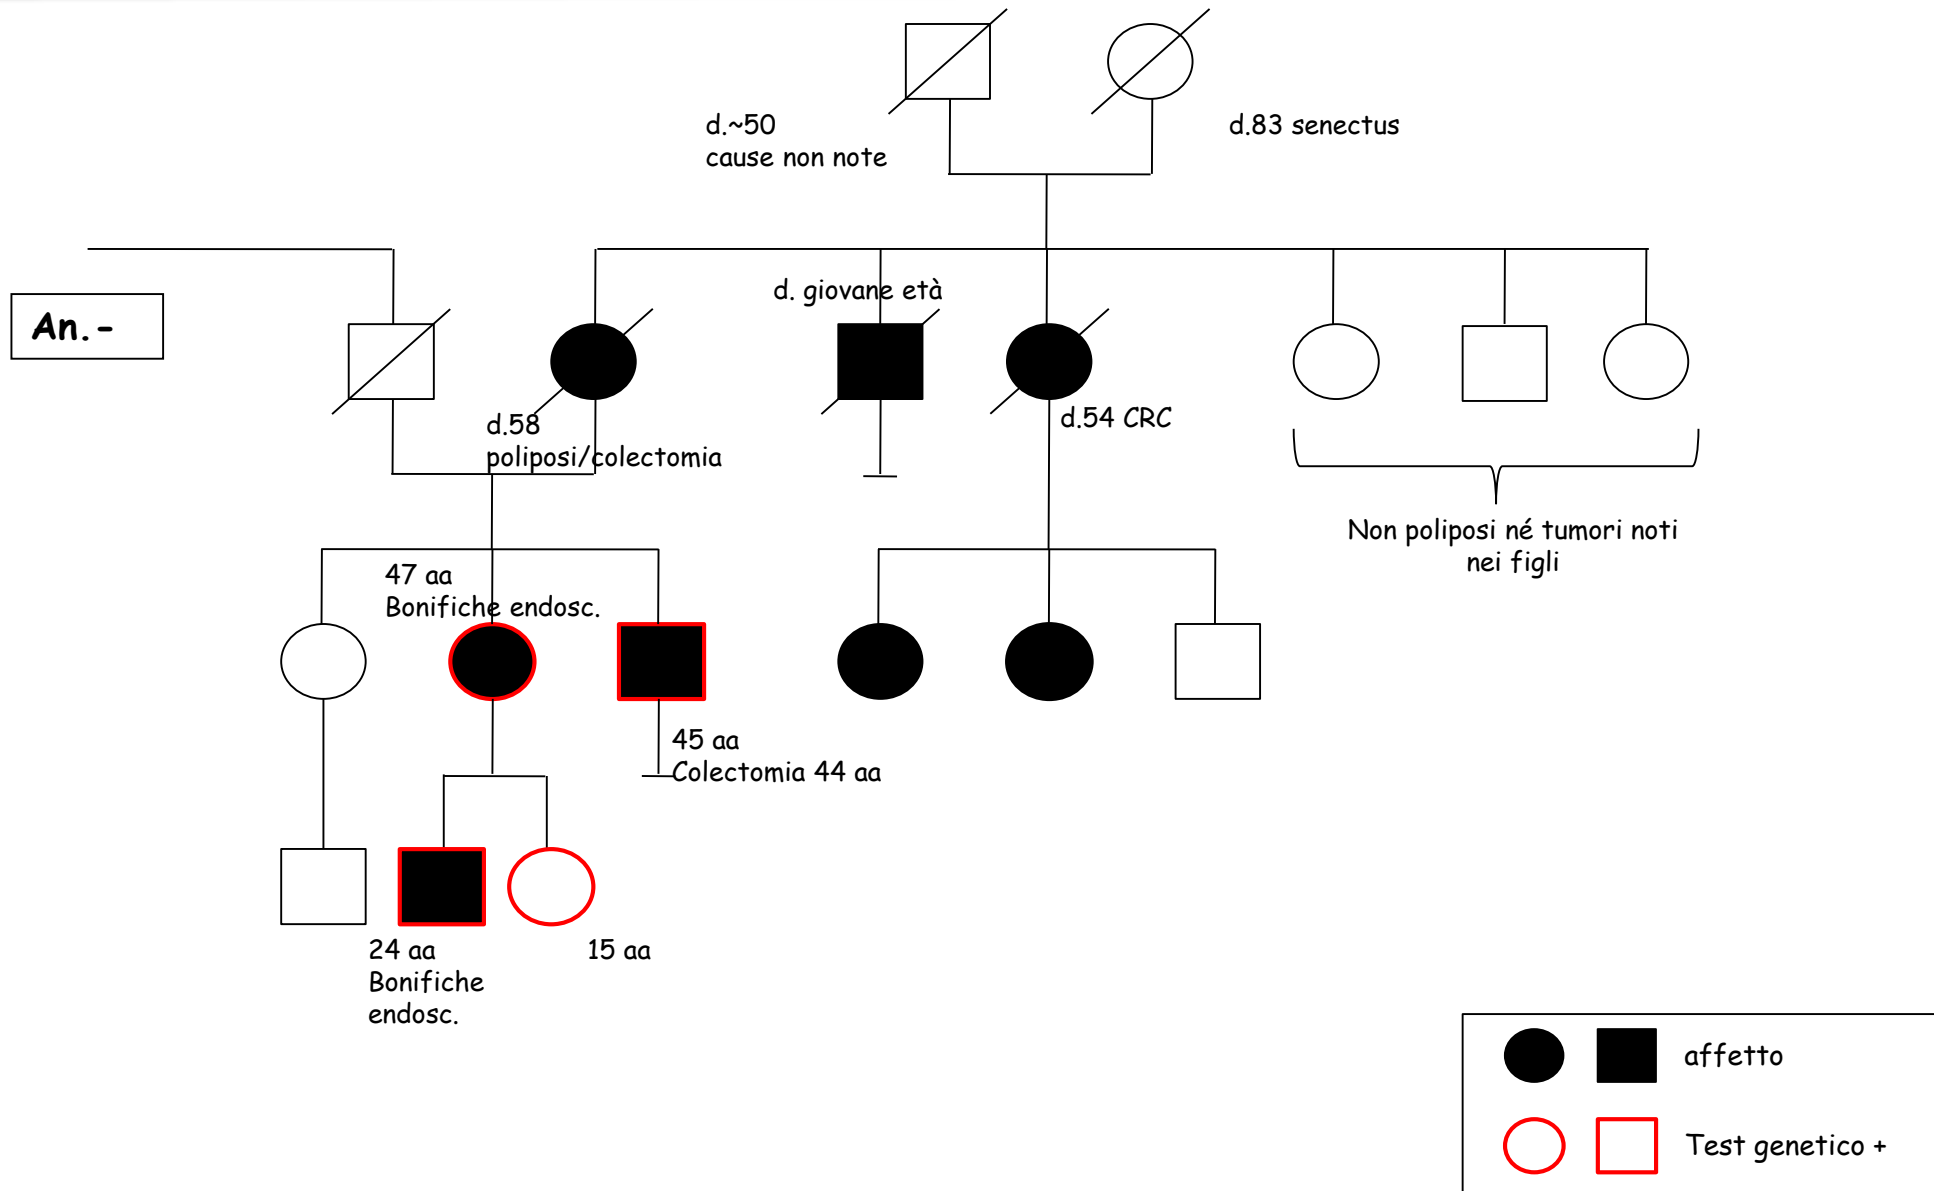 d.~50
cause non note
d.83 senectus
d. giovane età
An.-
d.58
poliposi/colectomia
d.54 CRC
Non poliposi né tumori noti
nei figli
47 aa
Bonifiche endosc.
45 aa
Colectomia 44 aa
24 aa
Bonifiche
endosc.
15 aa
affetto
Test genetico +